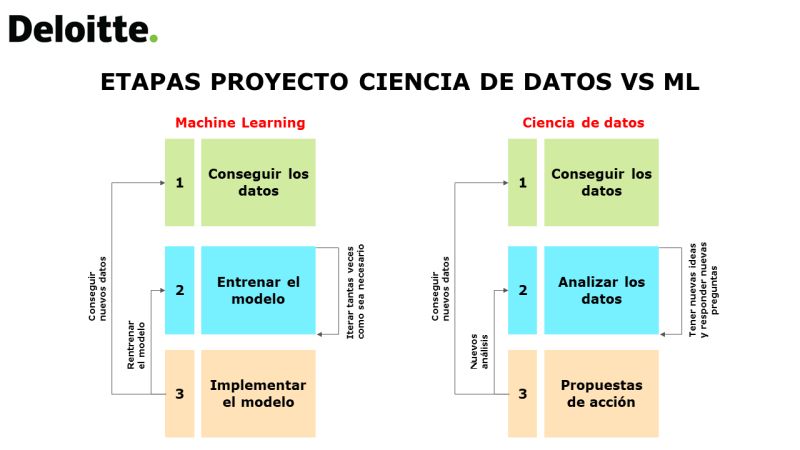 Deloitte.
ETAPAS PROYECTO CIENCIA DE DATOS VS ML
Machine Learning
1
Conseguir los
datos
2
Entrenar el
modelo
3
Implementar
el modelo
Conseguir
nuevos datos
Rentrenar
el modelo
Iterar tantas veces
como sea necesario
Ciencia de datos
1
Conseguir los
datos
2
Analizar los
datos
3
Propuestas
de acción
Conseguir
nuevos datos
Nuevos
análisis
Tener nuevas ideas
y responder nuevas
preguntas